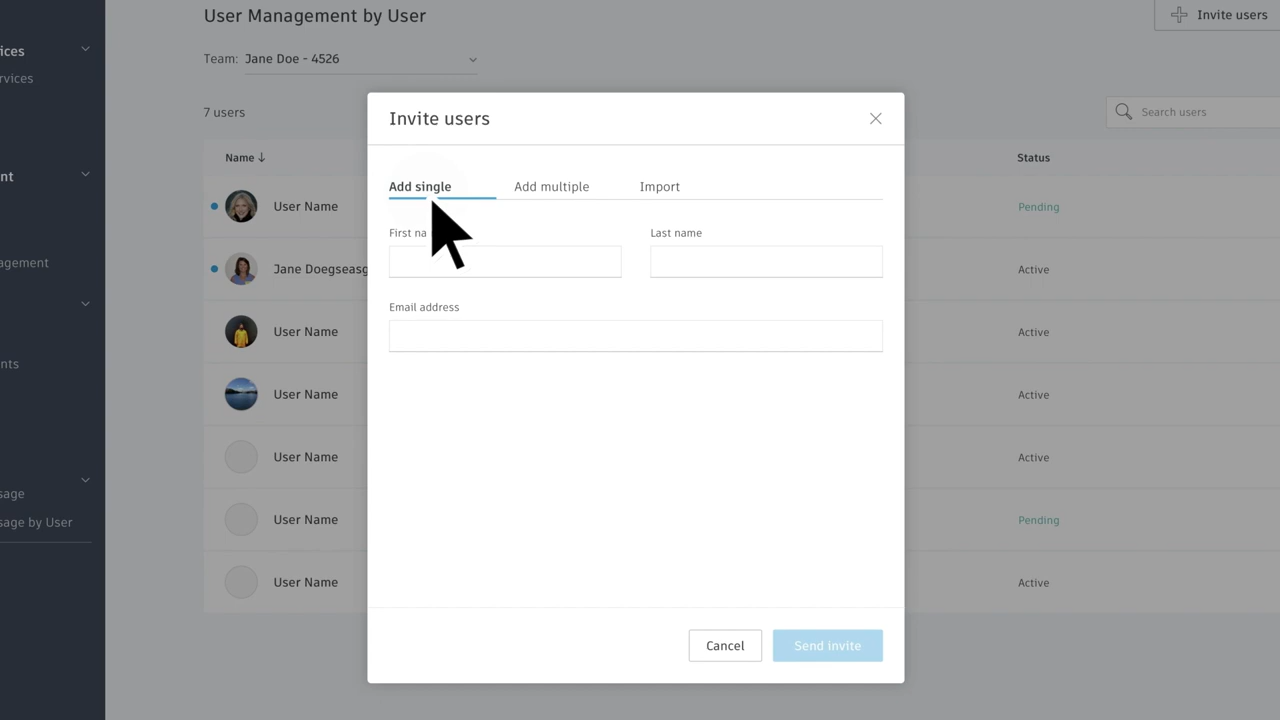 User Management by User
Invite users
Team: Jane Doe - 4526
7 users
Search users
Name
Status
User Name
Pending
Jane Doegseasg
Active
User Name
Active
User Name
Active
User Name
Active
User Name
Pending
User Name
Active
ices
rvices
nt
agement
nts
sage
sage by User
Invite users
Add single
Add multiple
Import
First na
Last name
Email address
Cancel
Send invite